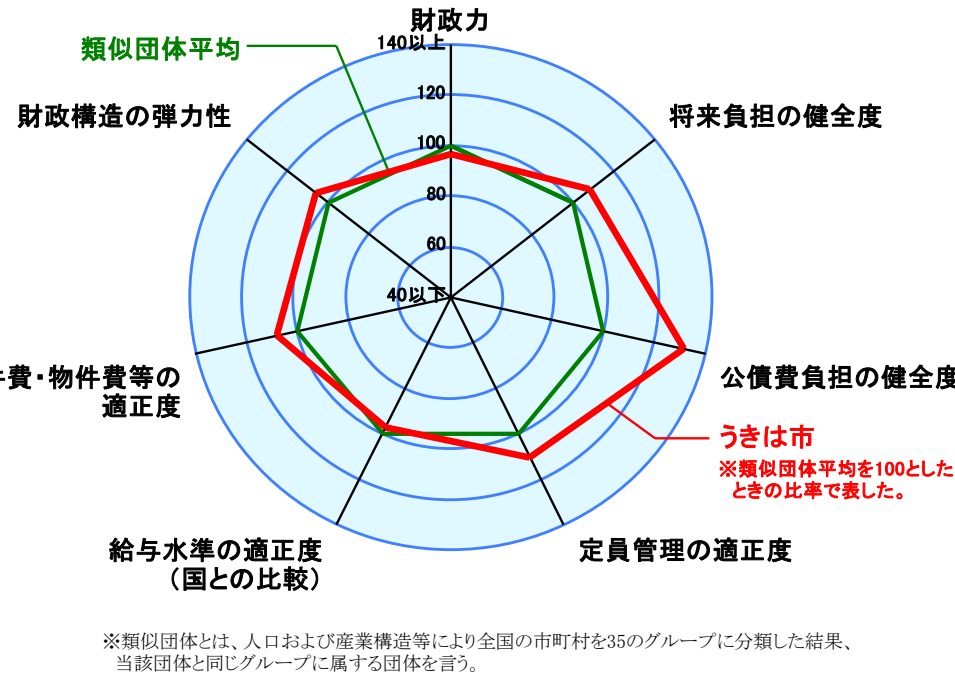 財政力
140以上
類似団体平均
120
財政構造の弾力性
将来負担の健全度
100
80
60
40以下
費・物件費等の
適正度
公債費負担の健全度
うきは市
※類似団体平均を100とした
ときの比率で表した。
給与水準の適正度
（国との比較）
定員管理の適正度
※類似団体とは、人口および産業構造等により全国の市町村を35のグループに分類した結果、
当該団体と同じグループに属する団体を言う。